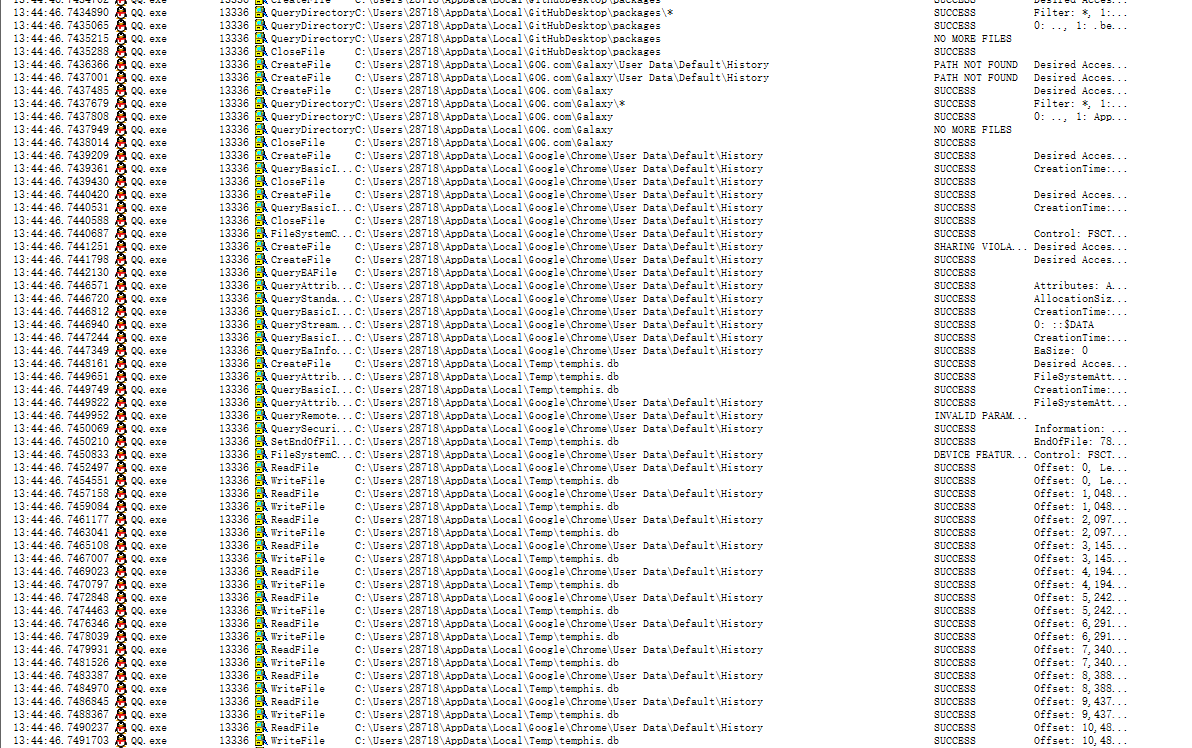 13:44:46.7434702 QQ.exe 13336 CreateFile C:\Users\28718\AppData\Local\GitHubDesktop\packages SUCCESS Desired Acces...
13:44:46.7434890 QQ.exe 13336 QueryDirectory C:\Users\28718\AppData\Local\GitHubDesktop\packages\* SUCCESS Filter: *, 1:...
13:44:46.7435065 QQ.exe 13336 QueryDirectory C:\Users\28718\AppData\Local\GitHubDesktop\packages SUCCESS 0: .., 1: .be...
13:44:46.7435215 QQ.exe 13336 QueryDirectory C:\Users\28718\AppData\Local\GitHubDesktop\packages NO MORE FILES
13:44:46.7435288 QQ.exe 13336 CloseFile C:\Users\28718\AppData\Local\GitHubDesktop\packages SUCCESS
13:44:46.7436366 QQ.exe 13336 CreateFile C:\Users\28718\AppData\Local\GOG.com\Galaxy\User Data\Default\History PATH NOT FOUND Desired Acces...
13:44:46.7437001 QQ.exe 13336 CreateFile C:\Users\28718\AppData\Local\GOG.com\Galaxy\User Data\Default\History PATH NOT FOUND Desired Acces...
13:44:46.7437485 QQ.exe 13336 CreateFile C:\Users\28718\AppData\Local\GOG.com\Galaxy SUCCESS Desired Acces...
13:44:46.7437679 QQ.exe 13336 QueryDirectory C:\Users\28718\AppData\Local\GOG.com\Galaxy\* SUCCESS Filter: *, 1:...
13:44:46.7437808 QQ.exe 13336 QueryDirectory C:\Users\28718\AppData\Local\GOG.com\Galaxy SUCCESS 0: .., 1: App...
13:44:46.7437949 QQ.exe 13336 QueryDirectory C:\Users\28718\AppData\Local\GOG.com\Galaxy NO MORE FILES
13:44:46.7438014 QQ.exe 13336 CloseFile C:\Users\28718\AppData\Local\GOG.com\Galaxy SUCCESS
13:44:46.7439209 QQ.exe 13336 CreateFile C:\Users\28718\AppData\Local\Google\Chrome\User Data\Default\History SUCCESS Desired Acces...
13:44:46.7439361 QQ.exe 13336 QueryBasicI... C:\Users\28718\AppData\Local\Google\Chrome\User Data\Default\History SUCCESS CreationTime:...
13:44:46.7439430 QQ.exe 13336 CloseFile C:\Users\28718\AppData\Local\Google\Chrome\User Data\Default\History SUCCESS
13:44:46.7440420 QQ.exe 13336 CreateFile C:\Users\28718\AppData\Local\Google\Chrome\User Data\Default\History SUCCESS Desired Acces...
13:44:46.7440531 QQ.exe 13336 QueryBasicI... C:\Users\28718\AppData\Local\Google\Chrome\User Data\Default\History SUCCESS CreationTime:...
13:44:46.7440588 QQ.exe 13336 CloseFile C:\Users\28718\AppData\Local\Google\Chrome\User Data\Default\History SUCCESS
13:44:46.7440687 QQ.exe 13336 FileSystemC... C:\Users\28718\AppData\Local\Google\Chrome\User Data\Default\History SUCCESS Control: FSCT...
13:44:46.7441251 QQ.exe 13336 CreateFile C:\Users\28718\AppData\Local\Google\Chrome\User Data\Default\History SHARING VIOLA... Desired Acces...
13:44:46.7441798 QQ.exe 13336 CreateFile C:\Users\28718\AppData\Local\Google\Chrome\User Data\Default\History SUCCESS Desired Acces...
13:44:46.7442130 QQ.exe 13336 QueryEAFile C:\Users\28718\AppData\Local\Google\Chrome\User Data\Default\History SUCCESS
13:44:46.7446571 QQ.exe 13336 QueryAttrib... C:\Users\28718\AppData\Local\Google\Chrome\User Data\Default\History SUCCESS Attributes: A...
13:44:46.7446720 QQ.exe 13336 QueryStanda... C:\Users\28718\AppData\Local\Google\Chrome\User Data\Default\History SUCCESS AllocationSiz...
13:44:46.7446812 QQ.exe 13336 QueryBasicI... C:\Users\28718\AppData\Local\Google\Chrome\User Data\Default\History SUCCESS CreationTime:...
13:44:46.7446940 QQ.exe 13336 QueryStream... C:\Users\28718\AppData\Local\Google\Chrome\User Data\Default\History SUCCESS 0: ::$DATA
13:44:46.7447244 QQ.exe 13336 QueryBasicI... C:\Users\28718\AppData\Local\Google\Chrome\User Data\Default\History SUCCESS CreationTime:...
13:44:46.7447349 QQ.exe 13336 QueryEaInfo... C:\Users\28718\AppData\Local\Google\Chrome\User Data\Default\History SUCCESS EaSize: 0
13:44:46.7448161 QQ.exe 13336 CreateFile C:\Users\28718\AppData\Local\Temp\temphis.db SUCCESS Desired Acces...
13:44:46.7449651 QQ.exe 13336 QueryAttrib... C:\Users\28718\AppData\Local\Temp\temphis.db SUCCESS FileSystemAtt...
13:44:46.7449749 QQ.exe 13336 QueryBasicI... C:\Users\28718\AppData\Local\Temp\temphis.db SUCCESS CreationTime:...
13:44:46.7449822 QQ.exe 13336 QueryAttrib... C:\Users\28718\AppData\Local\Google\Chrome\User Data\Default\History SUCCESS FileSystemAtt...
13:44:46.7449952 QQ.exe 13336 QueryRemote... C:\Users\28718\AppData\Local\Google\Chrome\User Data\Default\History INVALID PARAM...
13:44:46.7450069 QQ.exe 13336 QuerySecuri... C:\Users\28718\AppData\Local\Google\Chrome\User Data\Default\History SUCCESS Information: ...
13:44:46.7450210 QQ.exe 13336 SetEndOfFil... C:\Users\28718\AppData\Local\Temp\temphis.db SUCCESS EndOfFile: 78...
13:44:46.7450833 QQ.exe 13336 FileSystemC... C:\Users\28718\AppData\Local\Google\Chrome\User Data\Default\History DEVICE FEATUR... Control: FSCT...
13:44:46.7452497 QQ.exe 13336 ReadFile C:\Users\28718\AppData\Local\Google\Chrome\User Data\Default\History SUCCESS Offset: 0, Le...
13:44:46.7454551 QQ.exe 13336 WriteFile C:\Users\28718\AppData\Local\Temp\temphis.db SUCCESS Offset: 0, Le...
13:44:46.7457158 QQ.exe 13336 ReadFile C:\Users\28718\AppData\Local\Google\Chrome\User Data\Default\History SUCCESS Offset: 1,048...
13:44:46.7459084 QQ.exe 13336 WriteFile C:\Users\28718\AppData\Local\Temp\temphis.db SUCCESS Offset: 1,048...
13:44:46.7461177 QQ.exe 13336 ReadFile C:\Users\28718\AppData\Local\Google\Chrome\User Data\Default\History SUCCESS Offset: 2,097...
13:44:46.7463041 QQ.exe 13336 WriteFile C:\Users\28718\AppData\Local\Temp\temphis.db SUCCESS Offset: 2,097...
13:44:46.7465108 QQ.exe 13336 ReadFile C:\Users\28718\AppData\Local\Google\Chrome\User Data\Default\History SUCCESS Offset: 3,145...
13:44:46.7467007 QQ.exe 13336 WriteFile C:\Users\28718\AppData\Local\Temp\temphis.db SUCCESS Offset: 3,145...
13:44:46.7469023 QQ.exe 13336 ReadFile C:\Users\28718\AppData\Local\Google\Chrome\User Data\Default\History SUCCESS Offset: 4,194...
13:44:46.7470797 QQ.exe 13336 WriteFile C:\Users\28718\AppData\Local\Temp\temphis.db SUCCESS Offset: 4,194...
13:44:46.7472848 QQ.exe 13336 ReadFile C:\Users\28718\AppData\Local\Google\Chrome\User Data\Default\History SUCCESS Offset: 5,242...
13:44:46.7474463 QQ.exe 13336 WriteFile C:\Users\28718\AppData\Local\Temp\temphis.db SUCCESS Offset: 5,242...
13:44:46.7476346 QQ.exe 13336 ReadFile C:\Users\28718\AppData\Local\Google\Chrome\User Data\Default\History SUCCESS Offset: 6,291...
13:44:46.7478039 QQ.exe 13336 WriteFile C:\Users\28718\AppData\Local\Temp\temphis.db SUCCESS Offset: 6,291...
13:44:46.7479931 QQ.exe 13336 ReadFile C:\Users\28718\AppData\Local\Google\Chrome\User Data\Default\History SUCCESS Offset: 7,340...
13:44:46.7481526 QQ.exe 13336 WriteFile C:\Users\28718\AppData\Local\Temp\temphis.db SUCCESS Offset: 7,340...
13:44:46.7483387 QQ.exe 13336 ReadFile C:\Users\28718\AppData\Local\Google\Chrome\User Data\Default\History SUCCESS Offset: 8,388...
13:44:46.7484970 QQ.exe 13336 WriteFile C:\Users\28718\AppData\Local\Temp\temphis.db SUCCESS Offset: 8,388...
13:44:46.7486845 QQ.exe 13336 ReadFile C:\Users\28718\AppData\Local\Google\Chrome\User Data\Default\History SUCCESS Offset: 9,437...
13:44:46.7488367 QQ.exe 13336 WriteFile C:\Users\28718\AppData\Local\Temp\temphis.db SUCCESS Offset: 9,437...
13:44:46.7490237 QQ.exe 13336 ReadFile C:\Users\28718\AppData\Local\Google\Chrome\User Data\Default\History SUCCESS Offset: 10,48...
13:44:46.7491703 QQ.exe 13336 WriteFile C:\Users\28718\AppData\Local\Temp\temphis.db SUCCESS Offset: 10,48...